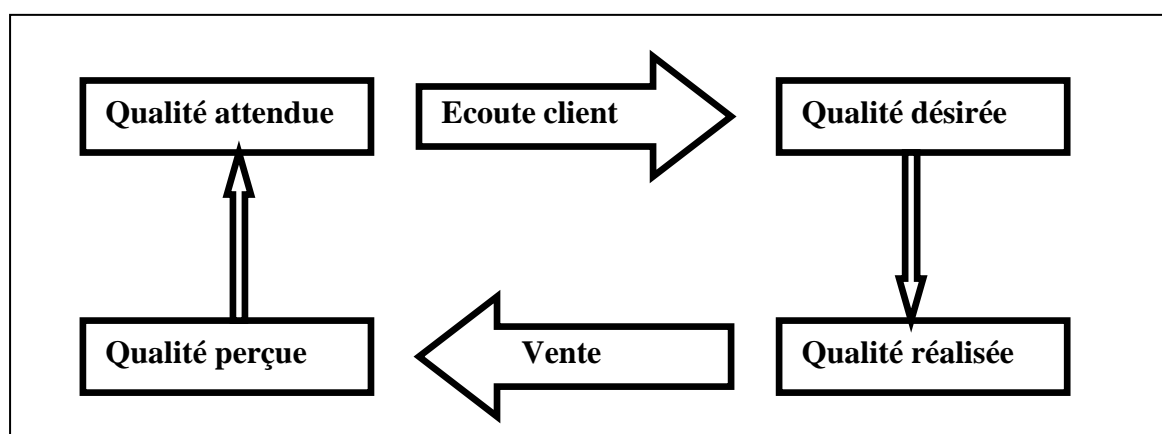 Qualité attendue
Ecoute client
Qualité désirée
Qualité perçue
Vente
Qualité réalisée